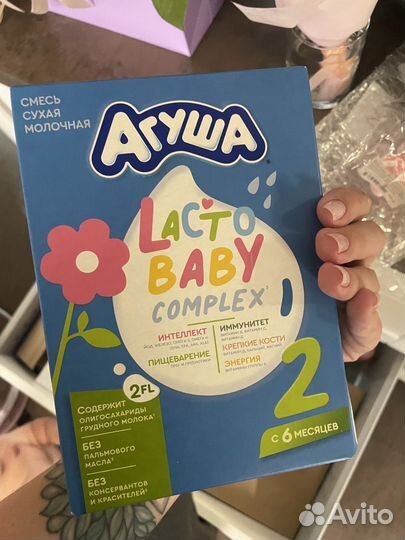 СМЕСЬ
СУХАЯ
МОЛОЧНАЯ
АГУША
LACTO
BABY
COMPLEX
ИНТЕЛЛЕКТ
ИММУНИТЕТ
КРЕПКИЕ КОСТИ
ПИЩЕВАРЕНИЕ
ЭНЕРГИЯ
2
С 6 МЕСЯЦЕВ
2FL
СОДЕРЖИТ
ОЛИГОСАХАРИДЫ
ГРУДНОГО МОЛОКА
БЕЗ
ПАЛЬМОВОГО
МАСЛА
БЕЗ
КОНСЕРВАНТОВ
И КРАСИТЕЛЕЙ
Avito